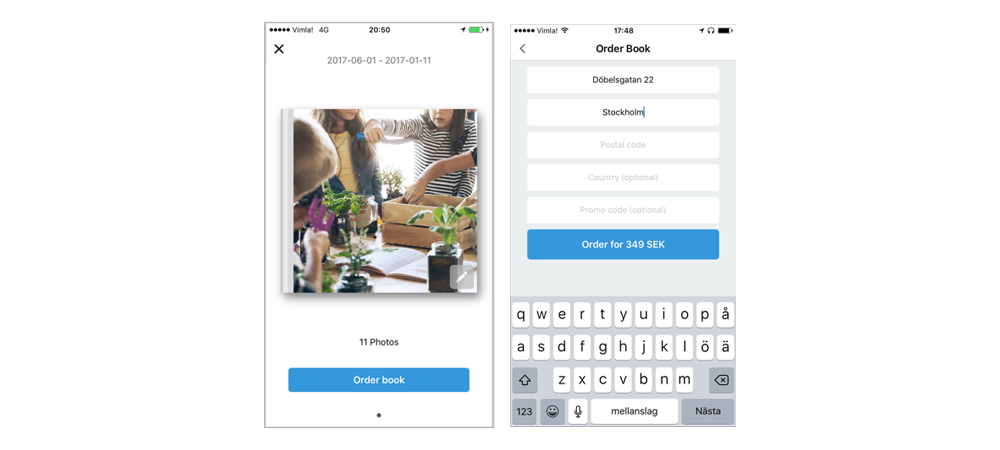 Vimla! 4G 20:50
2017-06-01 - 2017-01-11
11 Photos
Order book
Vimla! 17:48
Order Book
Döbelsgatan 22
Stockholm
Postal code
Country (optional)
Promo code (optional)
Order for 349 SEK
q w e r t y u i o p å
a s d f g h j k l ö ä
z x c v b n m
123 mellanslag Nästa